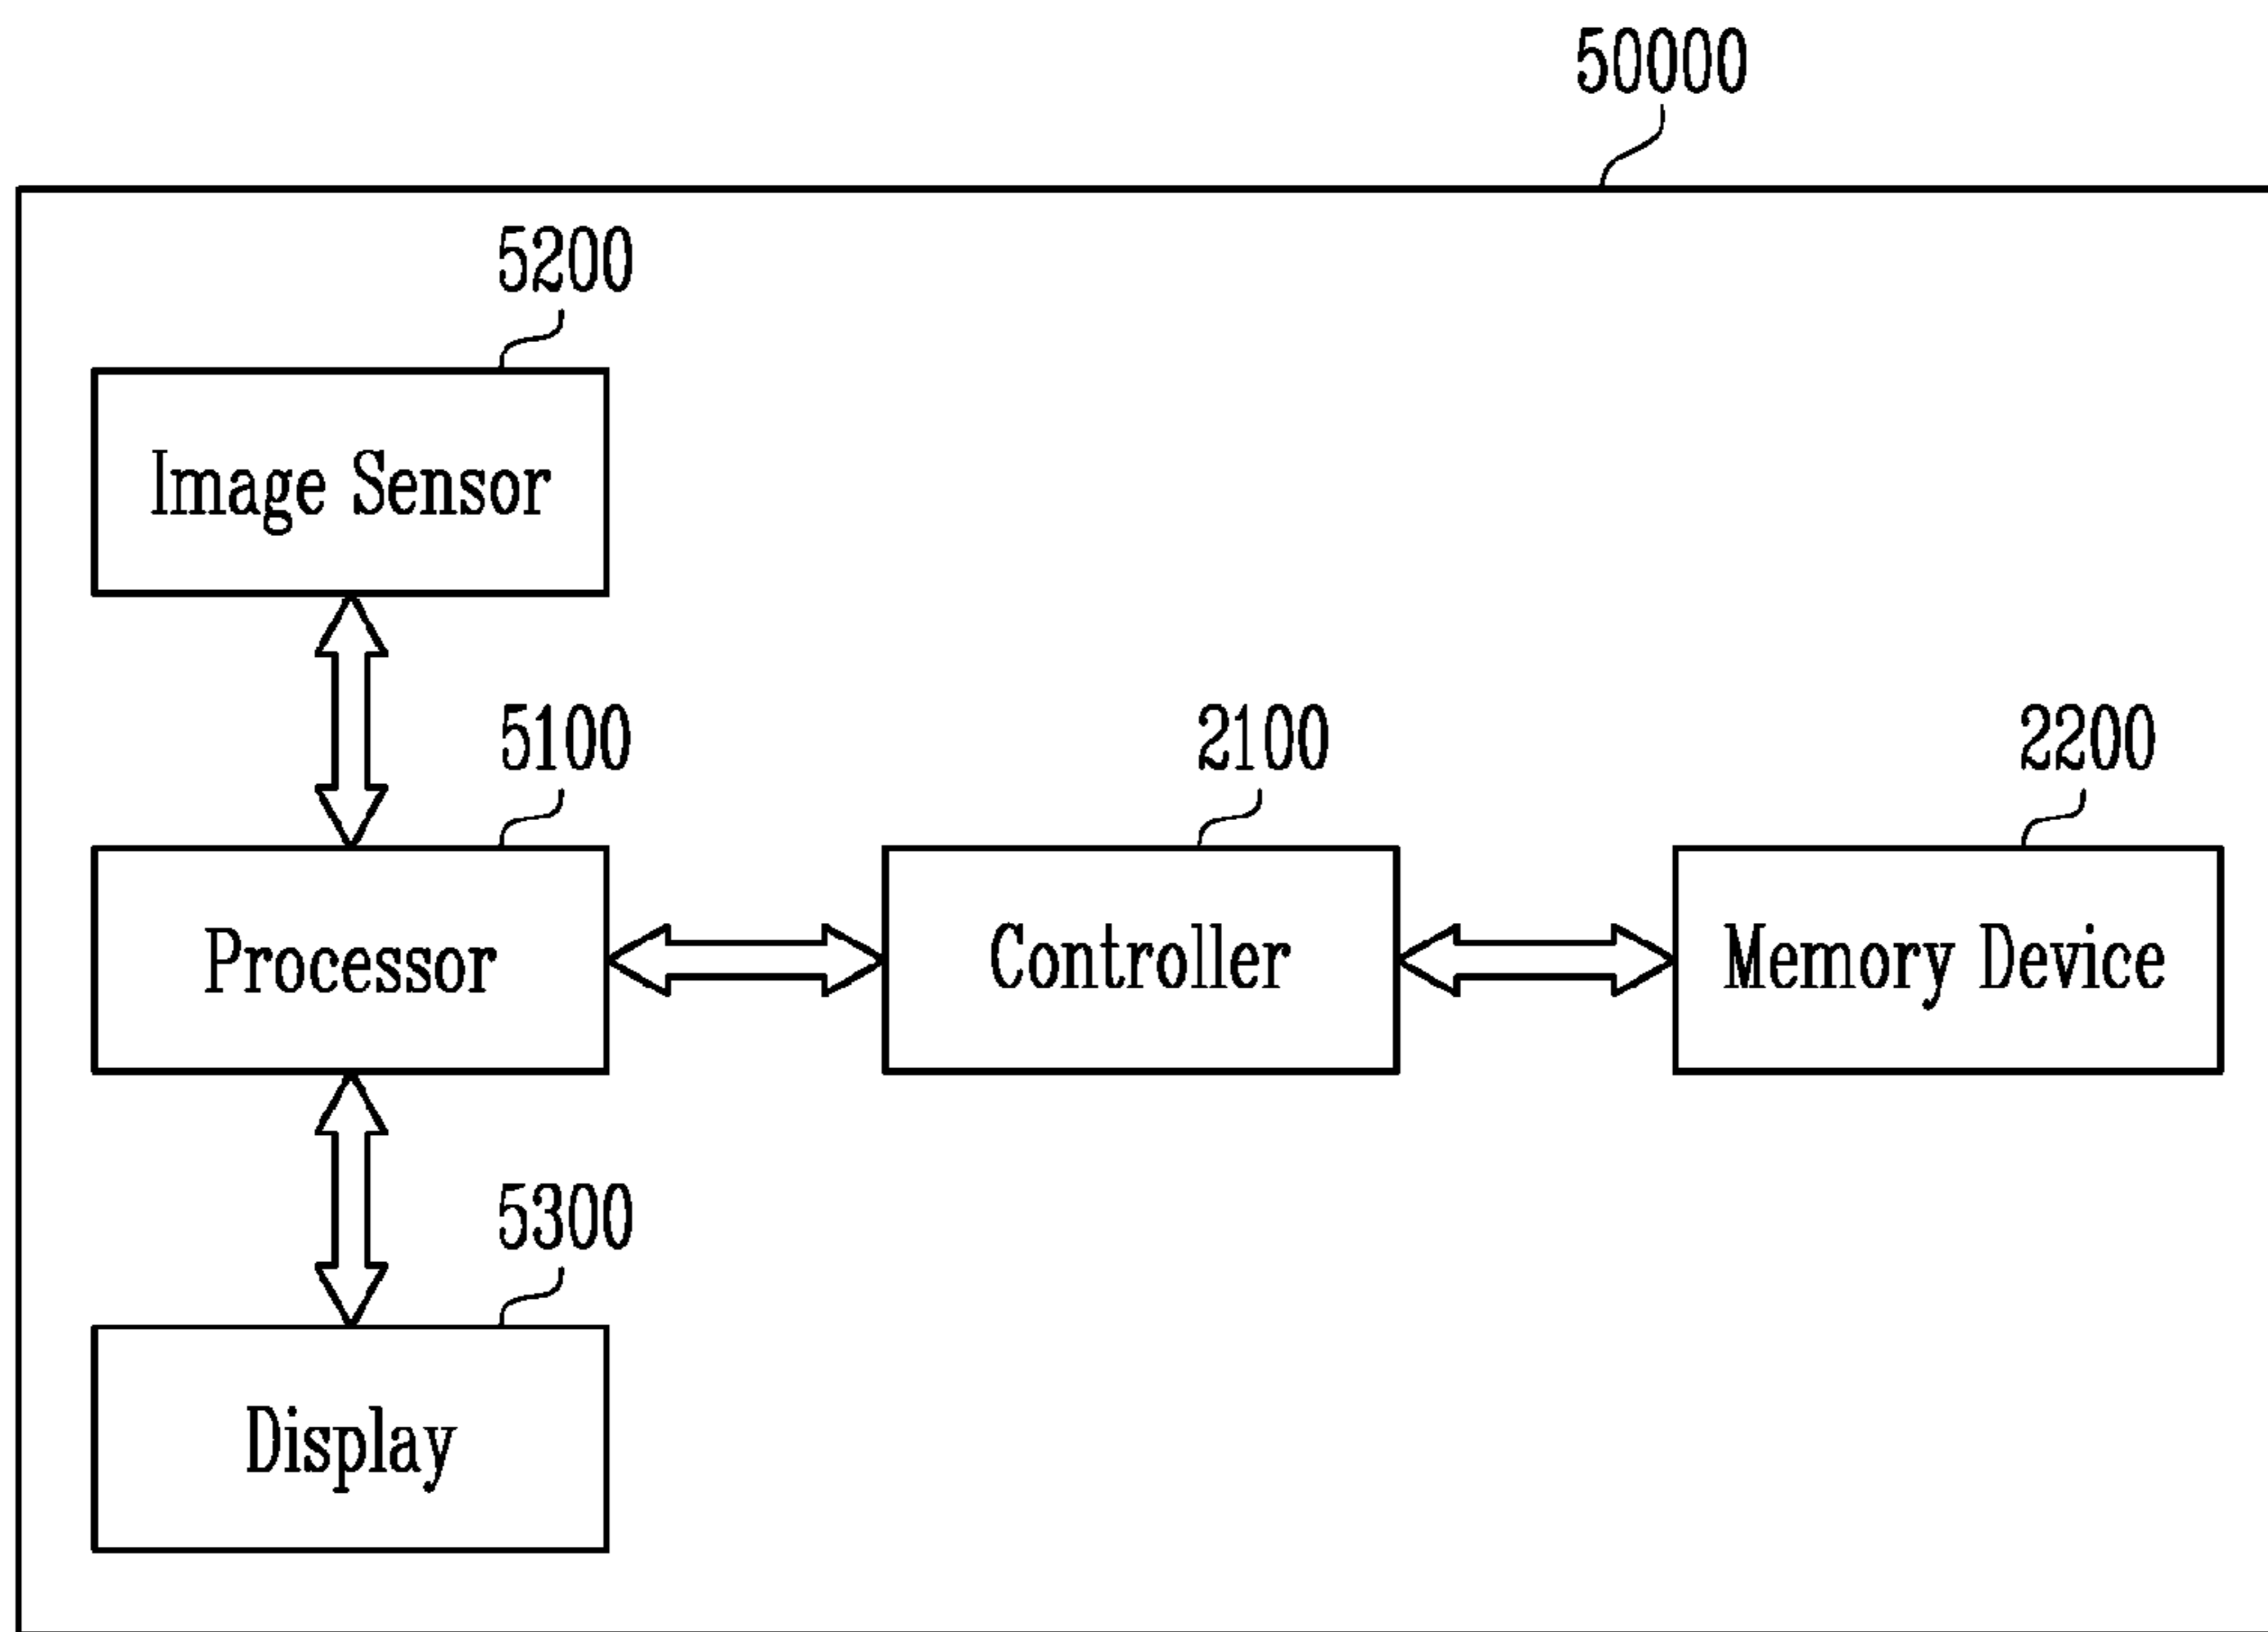 50000
5200
Image Sensor
5100
2100
2200
Processor
Controller
Memory Device
5300
Display